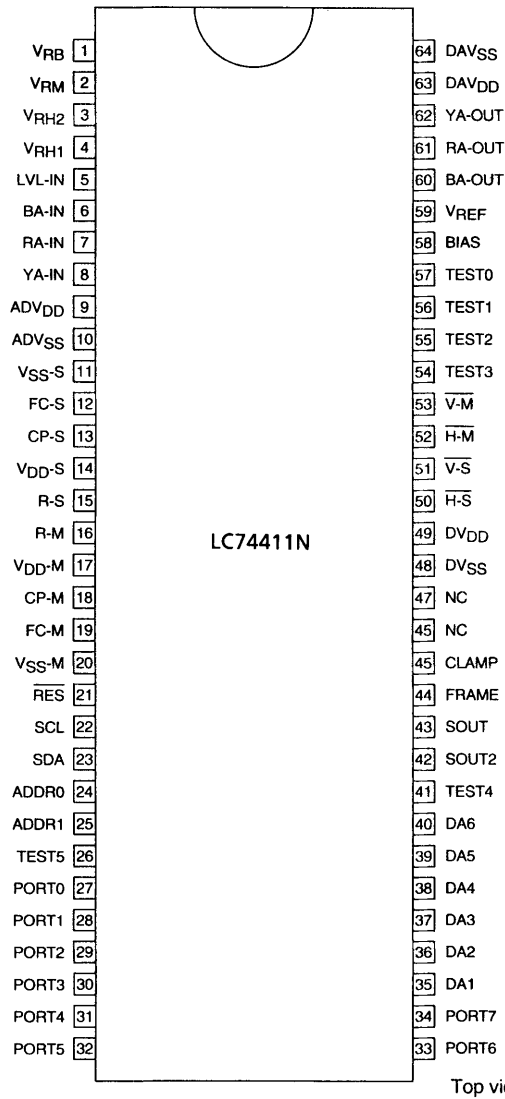 VRB 1 64 DAVSS
VRM 2 63 DAVDD
VRH2 3 62 YA-OUT
VRH1 4 61 RA-OUT
LVL-IN 5 60 BA-OUT
BA-IN 6 59 VREF
RA-IN 7 58 BIAS
YA-IN 8 57 TEST0
ADVDD 9 56 TEST1
ADVSS 10 55 TEST2
VSS-S 11 54 TEST3
FC-S 12 53 V-M
CP-S 13 52 H-M
VDD-S 14 51 V-S
R-S 15 50 H-S
R-M 16 49 DVDD
LC74411N
VDD-M 17 48 DVSS
CP-M 18 47 NC
FC-M 19 45 NC
VSS-M 20 45 CLAMP
RES 21 44 FRAME
SCL 22 43 SOUT
SDA 23 42 SOUT2
ADDR0 24 41 TEST4
ADDR1 25 40 DA6
TEST5 26 39 DA5
PORT0 27 38 DA4
PORT1 28 37 DA3
PORT2 29 36 DA2
PORT3 30 35 DA1
PORT4 31 34 PORT7
PORT5 32 33 PORT6
Top